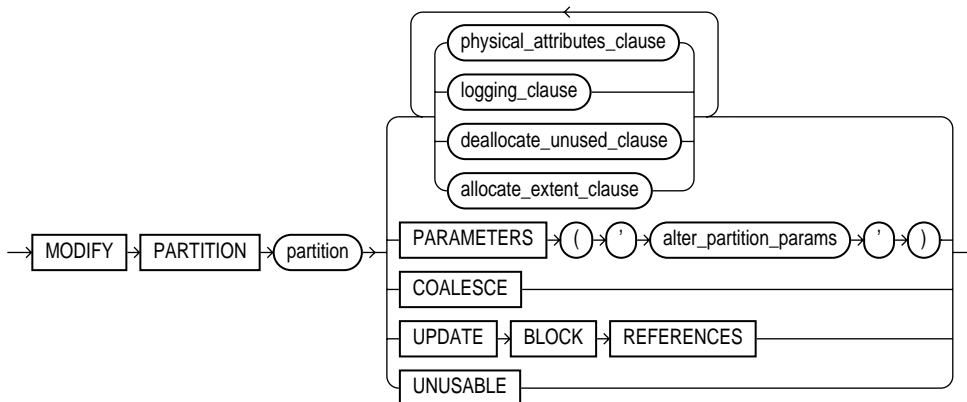 physical_attributes_clause
logging_clause
deallocate_unused_clause
allocate_extent_clause
MODIFY PARTITION partition PARAMETERS ( ' alter_partition_params ' )
COALESCE
UPDATE BLOCK REFERENCES
UNUSABLE